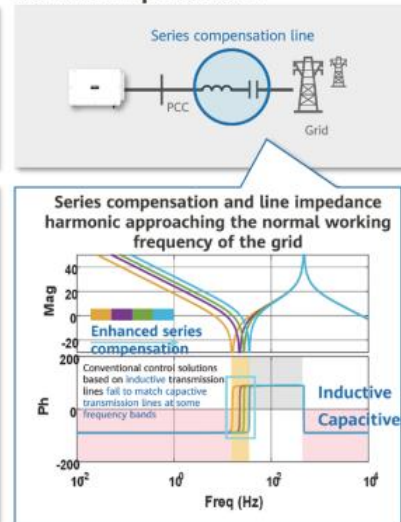 Series compensation line
PCC
Grid
Series compensation and line impedance
harmonic approaching the normal working
frequency of the grid
Mag
40
20
0
-20
Enhanced series
compensation
Ph
200
0
-200
Conventional control solutions
based on inductive transmission
lines fail to match capactive
transmission lines at some
frequency bands
Inductive
Capacitive
10² 10⁰ 10² 10⁴
Freq (Hz)